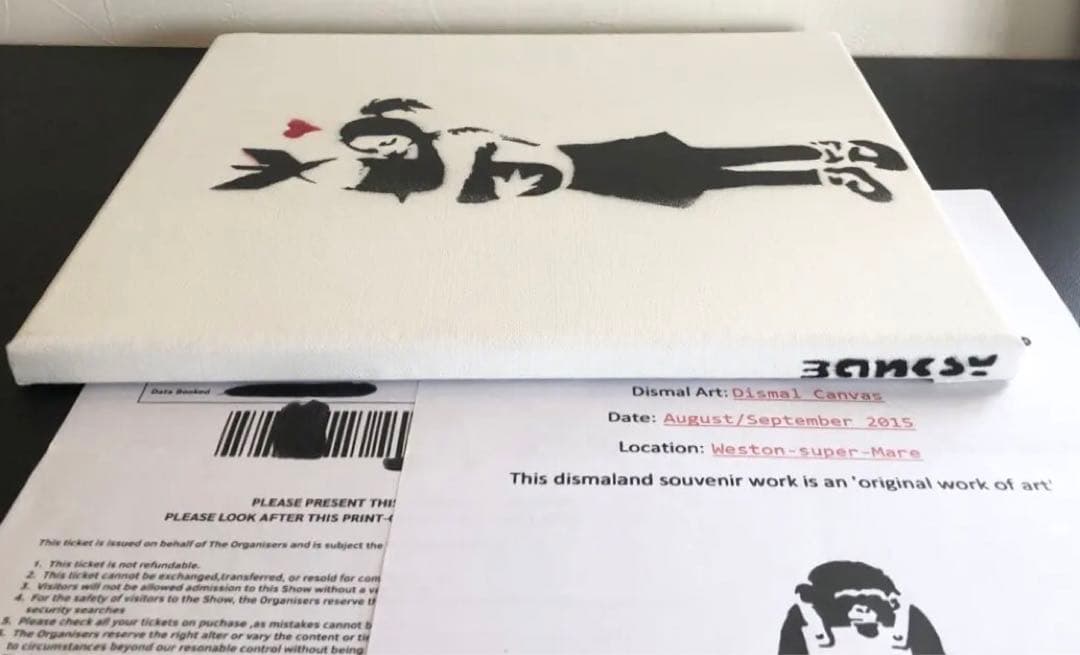 BANKSY
Data Booked
PLEASE PRESENT THI
PLEASE LOOK AFTER THIS PRINT-
This ticket is issued on behalf of The Organisers and is subject the
1. This ticket is not refundable.
2. This ticket cannot be exchanged,transferred, or resold for com
3. Visitors will not be allowed admission to this Show without a v
4. For the safety of visitors to the Show, the Organisers reserve t
security searches
5. Please check all your tickets on puchase ,as mistakes cannot b
The Organisers reserve the right alter or vary the content or ti
to circumstances beyond our resonable control without being
Dismal Art: Dismal Canvas
Date: August/September 2015
Location: Weston-super-Mare
This dismaland souvenir work is an 'original work of art'